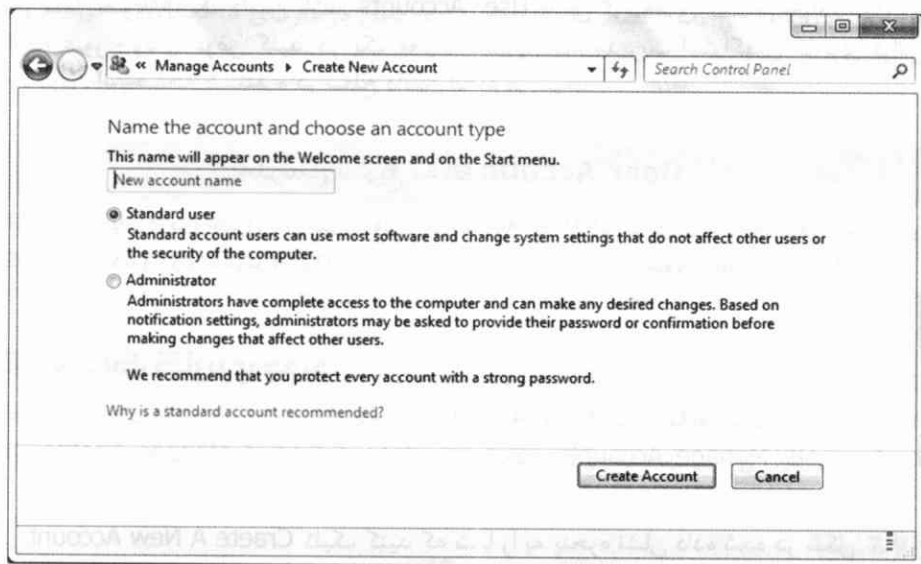 « Manage Accounts ▸ Create New Account
Search Control Panel
Name the account and choose an account type
This name will appear on the Welcome screen and on the Start menu.
New account name
Standard user
Standard account users can use most software and change system settings that do not affect other users or
the security of the computer.
Administrator
Administrators have complete access to the computer and can make any desired changes. Based on
notification settings, administrators may be asked to provide their password or confirmation before
making changes that affect other users.
We recommend that you protect every account with a strong password.
Why is a standard account recommended?
Create Account
Cancel